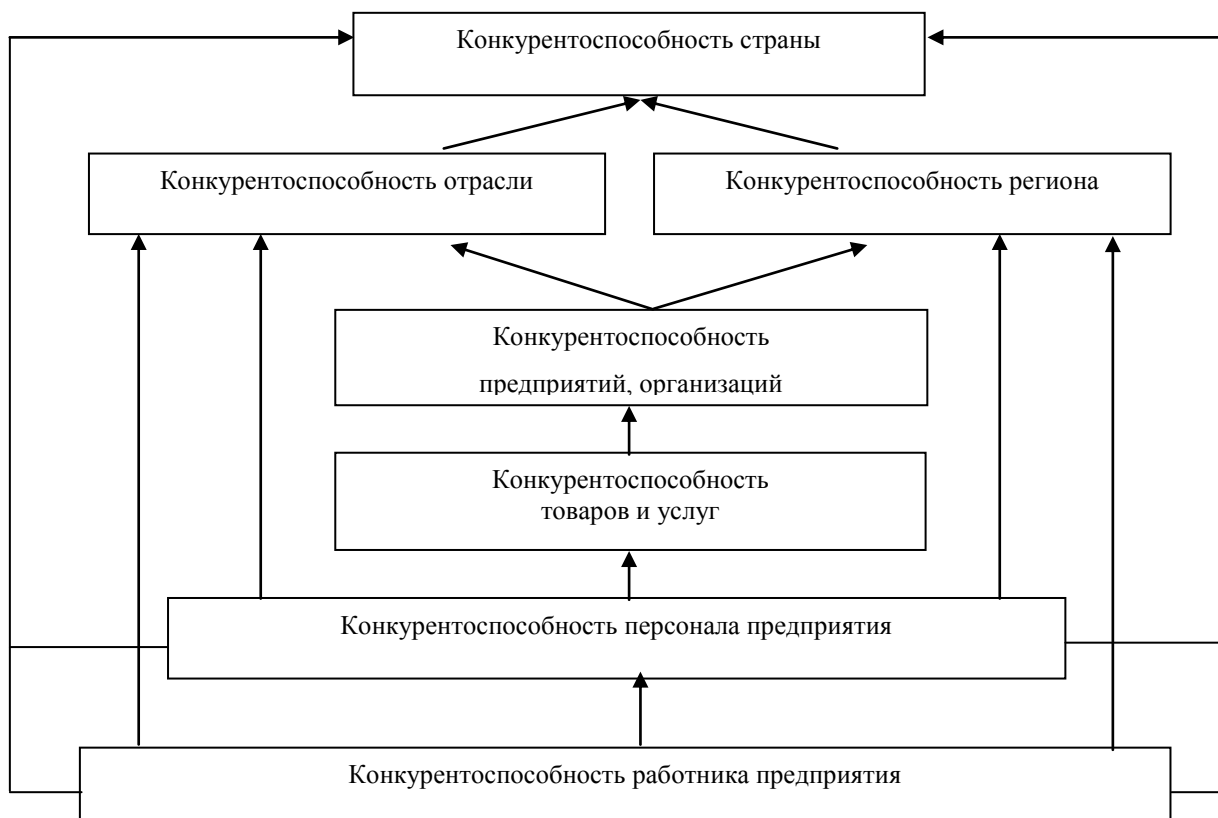 Конкурентоспособность страны
Конкурентоспособность отрасли
Конкурентоспособность региона
Конкурентоспособность
предприятий, организаций
Конкурентоспособность
товаров и услуг
Конкурентоспособность персонала предприятия
Конкурентоспособность работника предприятия